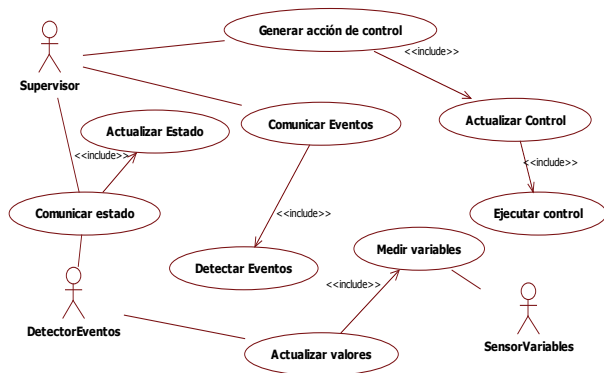 Generar acción de control
<<include>>
Supervisor
Actualizar Estado
Comunicar Eventos
Actualizar Control
<<include>>
<<include>>
Comunicar estado
<<include>>
Ejecutar control
Detectar Eventos
Medir variables
<<include>>
DetectorEventos
Actualizar valores
SensorVariables